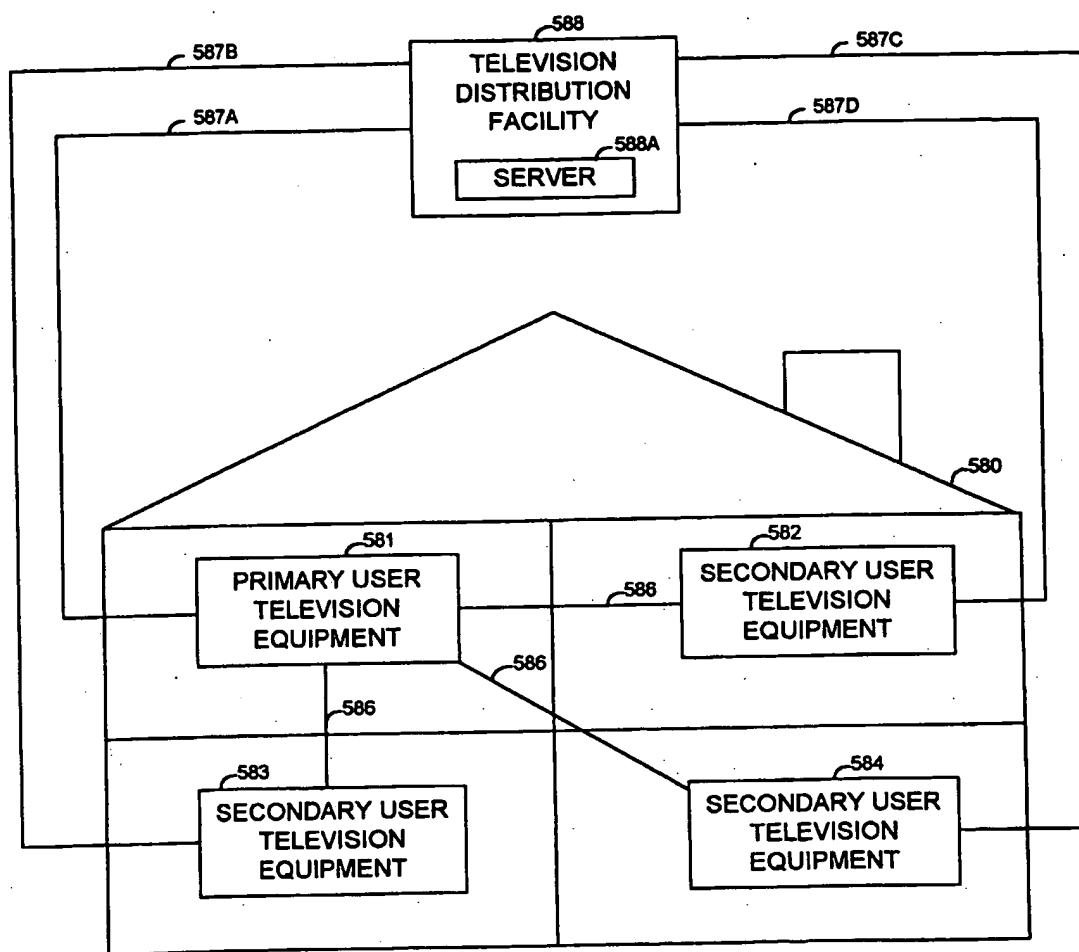 588
587B
587C
TELEVISION
DISTRIBUTION
FACILITY
587A
587D
588A
SERVER
580
581
582
PRIMARY USER
TELEVISION
EQUIPMENT
586
SECONDARY USER
TELEVISION
EQUIPMENT
586
586
583
584
SECONDARY USER
TELEVISION
EQUIPMENT
SECONDARY USER
TELEVISION
EQUIPMENT